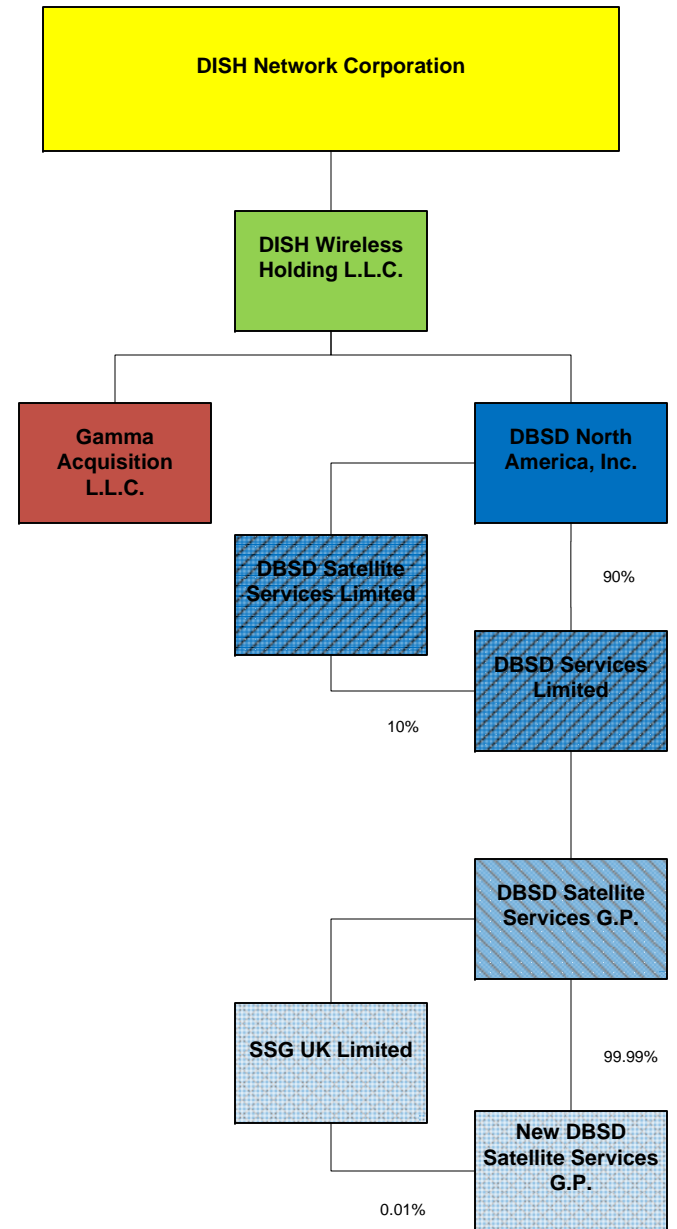 DISH Network Corporation
DISH Wireless
Holding L.L.C.
Gamma
Acquisition
L.L.C.
DBSD North
America, Inc.
DBSD Satellite
Services Limited
90%
DBSD Services
Limited
10%
DBSD Satellite
Services G.P.
SSG UK Limited
99.99%
New DBSD
Satellite Services
G.P.
0.01%